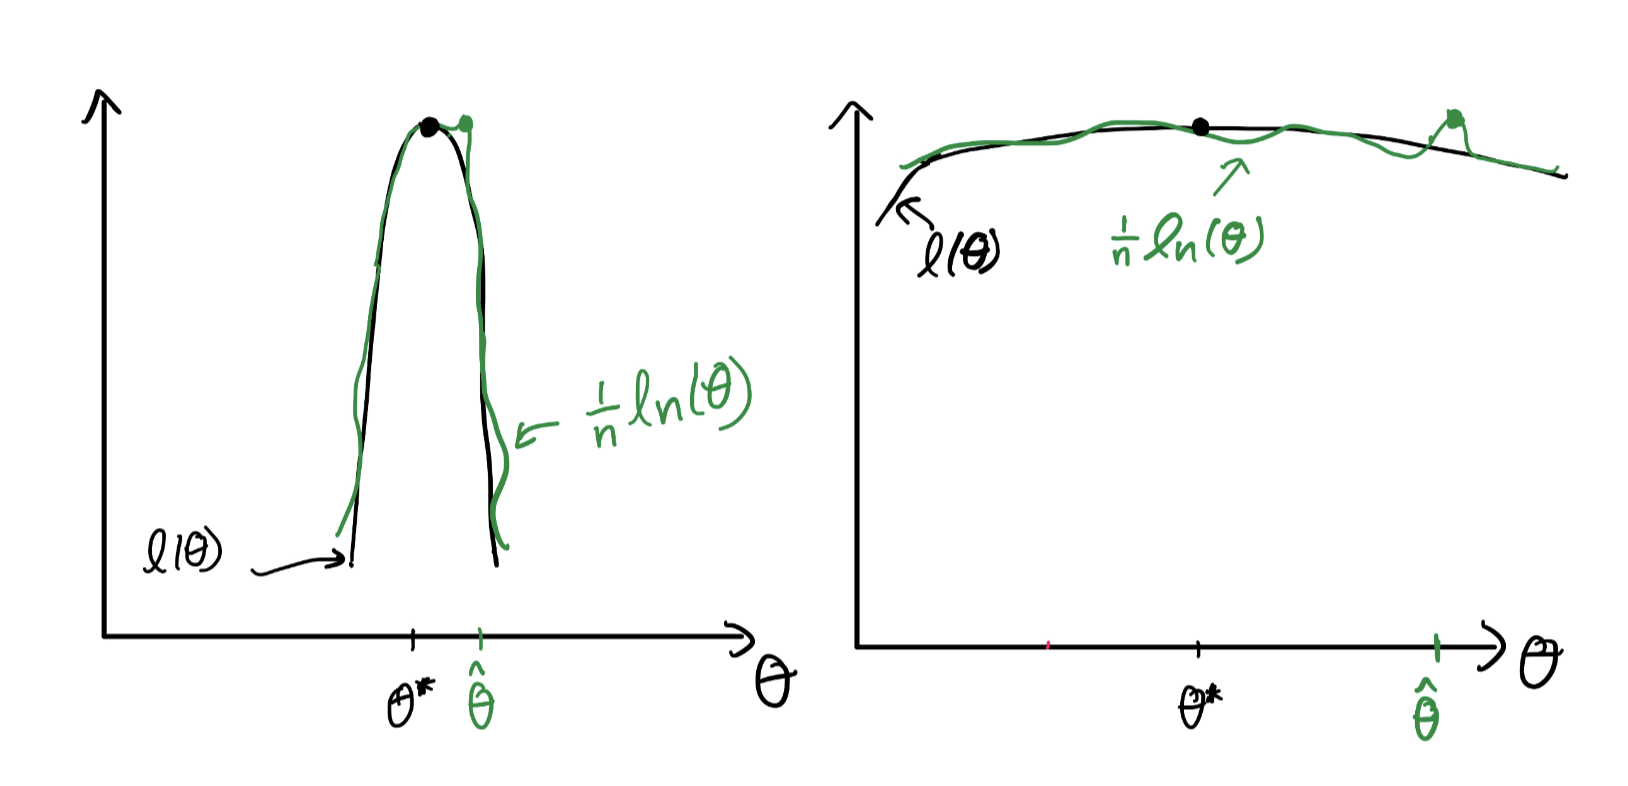 ℓ(θ)
1/n ℓn(θ)
θ* θ̂ θ
ℓ(θ)
1/n ℓn(θ)
θ* θ̂ θ